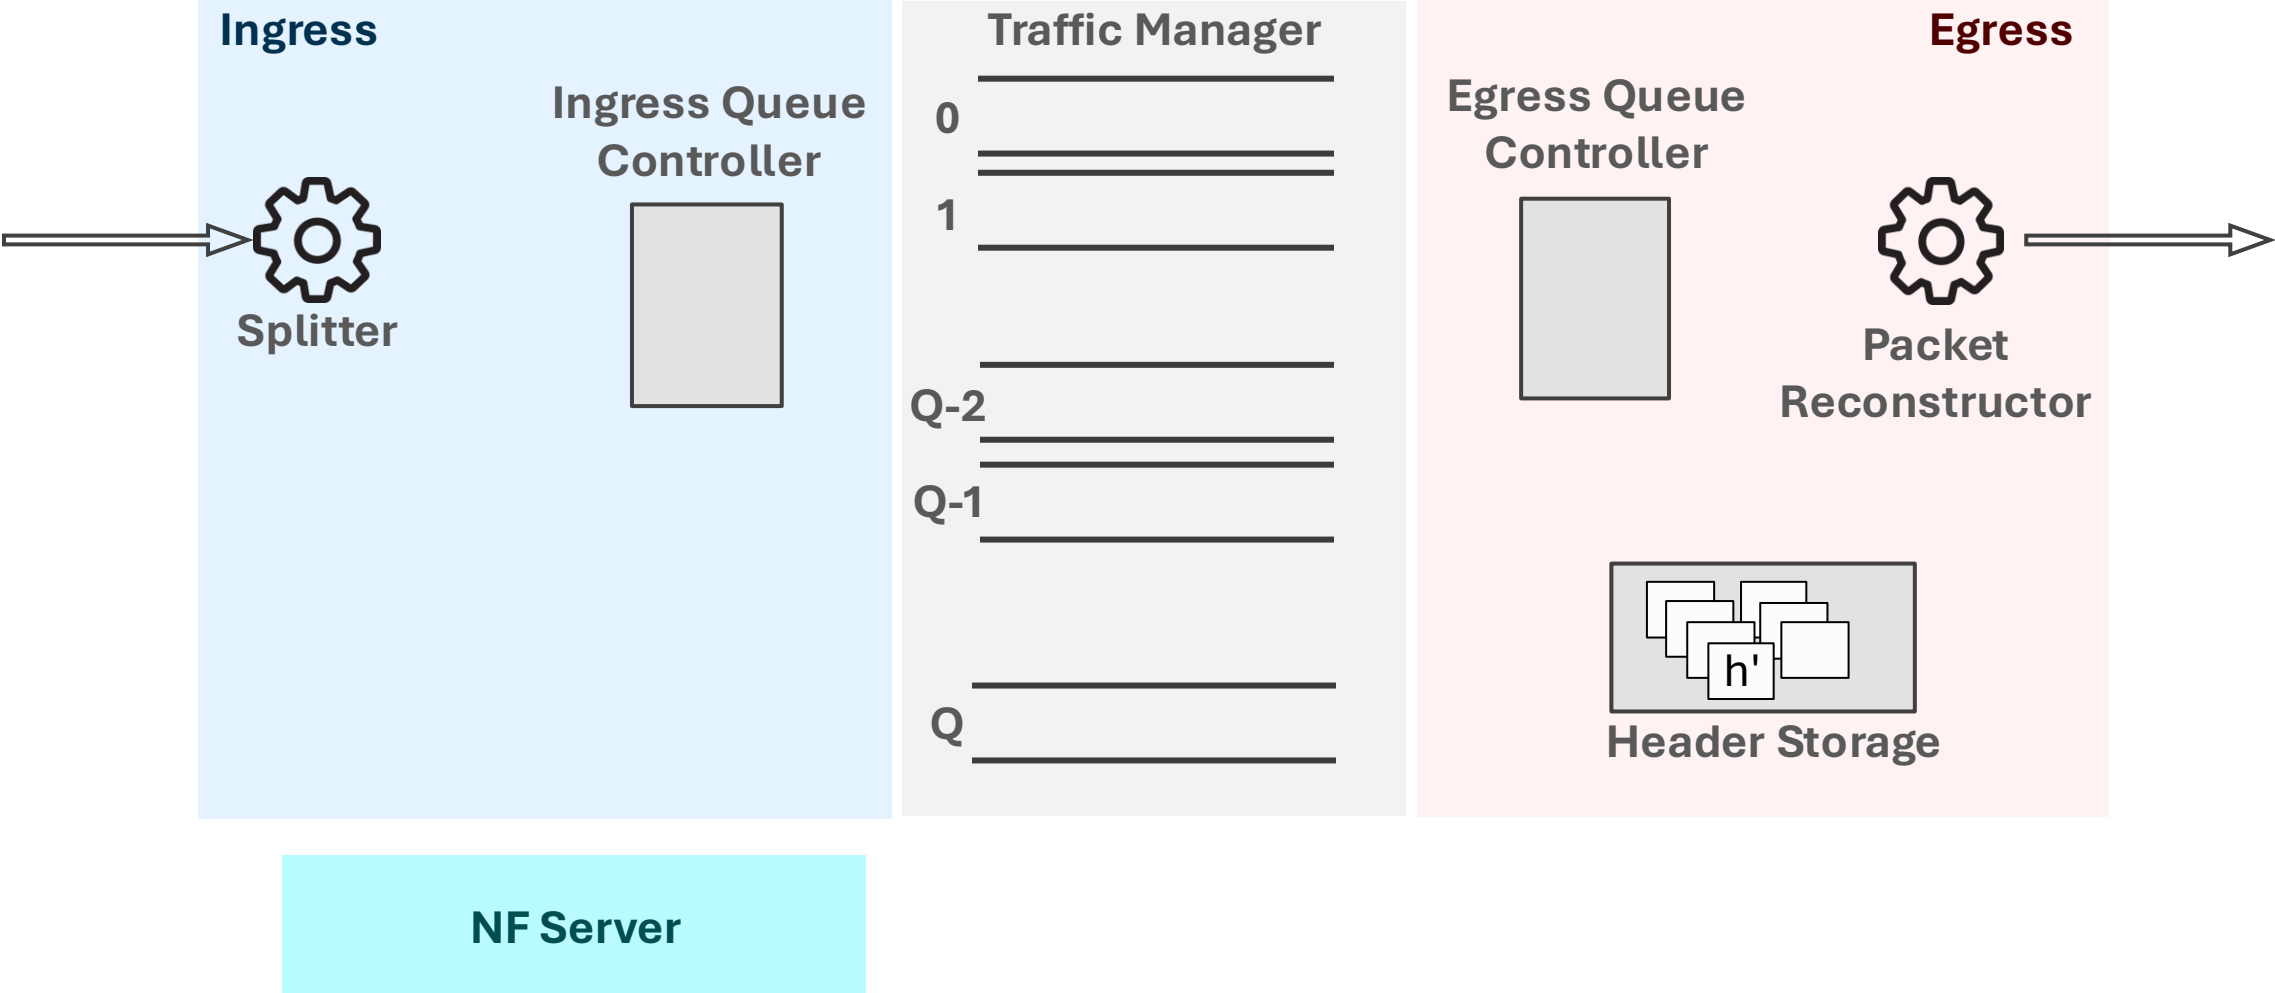 Ingress
Traffic Manager
Egress
Ingress Queue
Controller
Egress Queue
Controller
0
1
Splitter
Packet
Reconstructor
Q-2
Q-1
h'
Q
Header Storage
NF Server